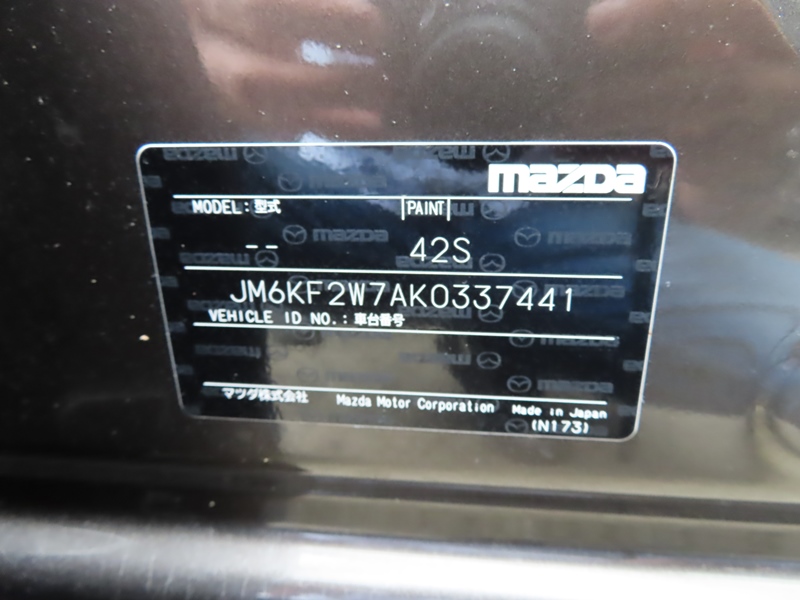 mazda
MODEL:型式 PAINT
-- 42S
JM6KF2W7AK0337441
VEHICLE ID NO.:車台番号
マツダ株式会社 Mazda Motor Corporation Made in Japan
(N173)